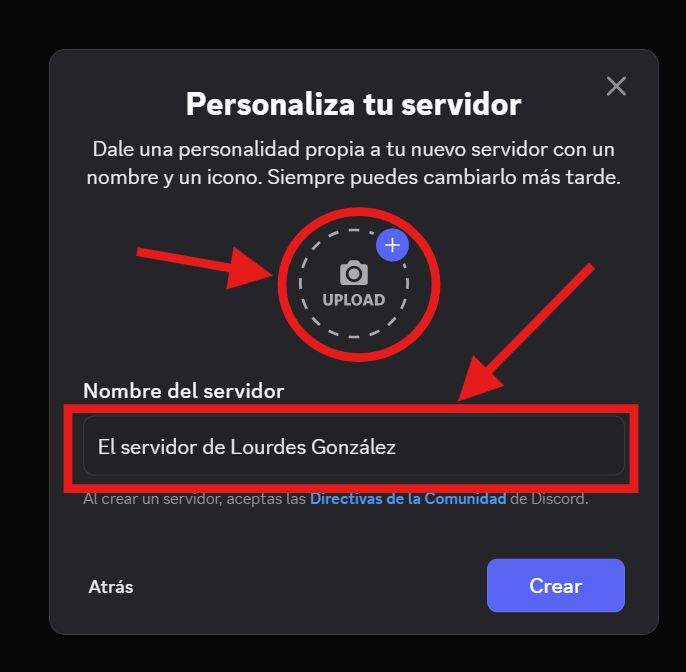 Personaliza tu servidor
Dale una personalidad propia a tu nuevo servidor con un
nombre y un icono. Siempre puedes cambiarlo más tarde.
UPLOAD
Nombre del servidor
El servidor de Lourdes González
Al crear un servidor, aceptas las Directivas de la Comunidad de Discord.
Atrás
Crear